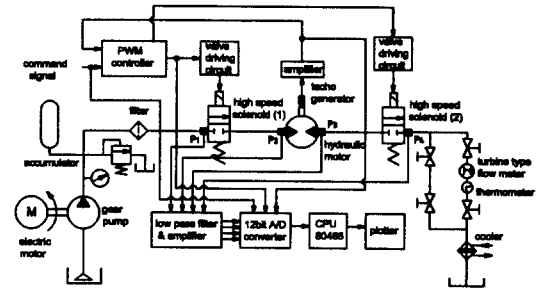 PWM
controller
valve
driving
circuit
valve
driving
circuit
command
signal
amplifier
tacho
generator
filter
high speed
solenoid (1)
high speed
solenoid (2)
P1
P2
P3
P4
hydraulic
motor
accumulator
turbine type
flow meter
thermometer
M
gear
pump
electric
motor
low pass filter
& amplifier
12bit A/D
converter
CPU
80486
plotter
cooler